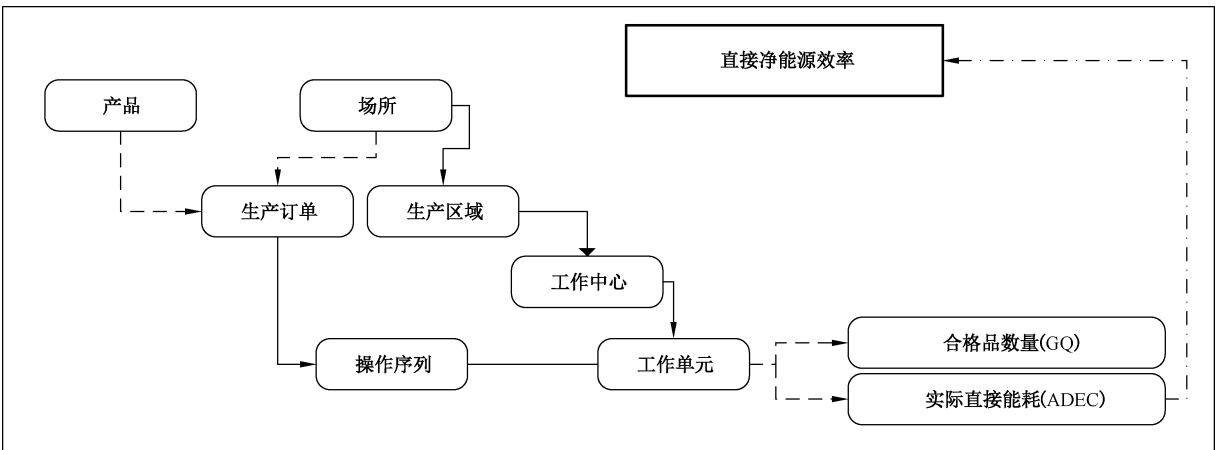 直接净能源效率
产品
场所
生产订单
生产区域
工作中心
操作序列
工作单元
合格品数量(GQ)
实际直接能耗(ADEC)